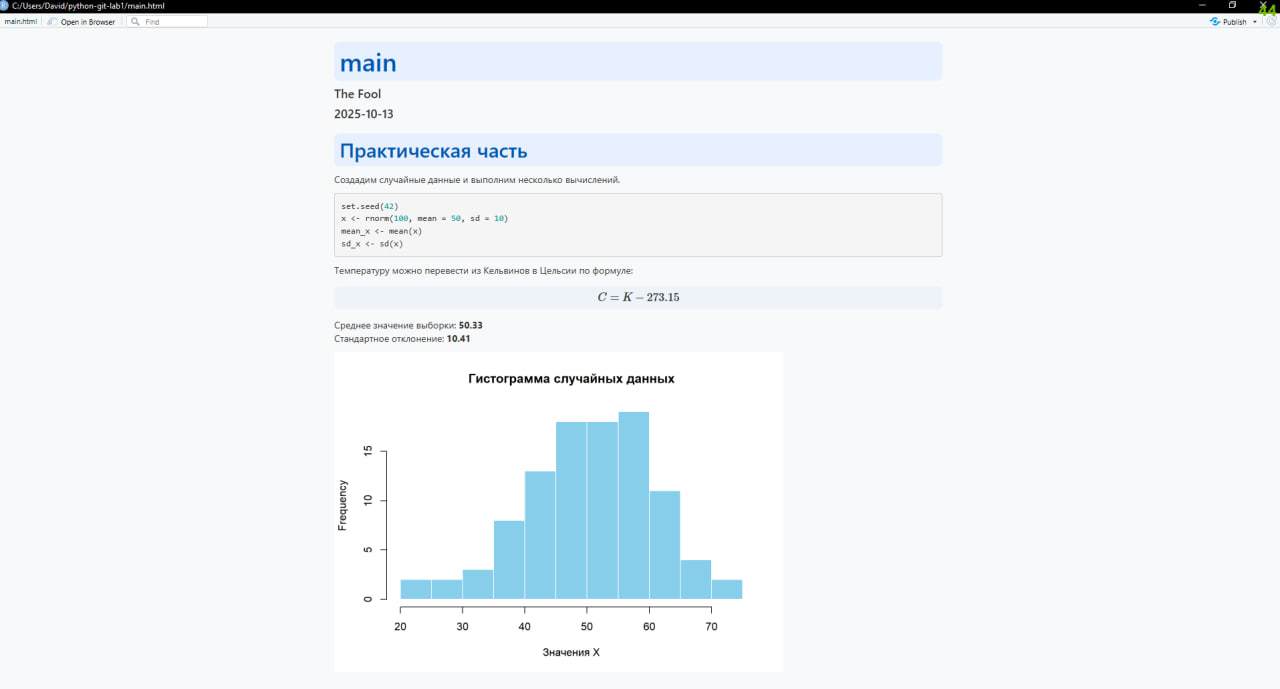 C:/Users/David/python-git-lab1/main.html
44
main.html Open in Browser Find Publish
main
The Fool
2025-10-13
Практическая часть
Создадим случайные данные и выполним несколько вычислений.
set.seed(42)
x <- rnorm(100, mean = 50, sd = 10)
mean_x <- mean(x)
sd_x <- sd(x)
Температуру можно перевести из Кельвинов в Цельсии по формуле:
C = K − 273.15
Среднее значение выборки: 50.33
Стандартное отклонение: 10.41
Гистограмма случайных данных
Frequency
15
10
5
0
20 30 40 50 60 70
Значения X